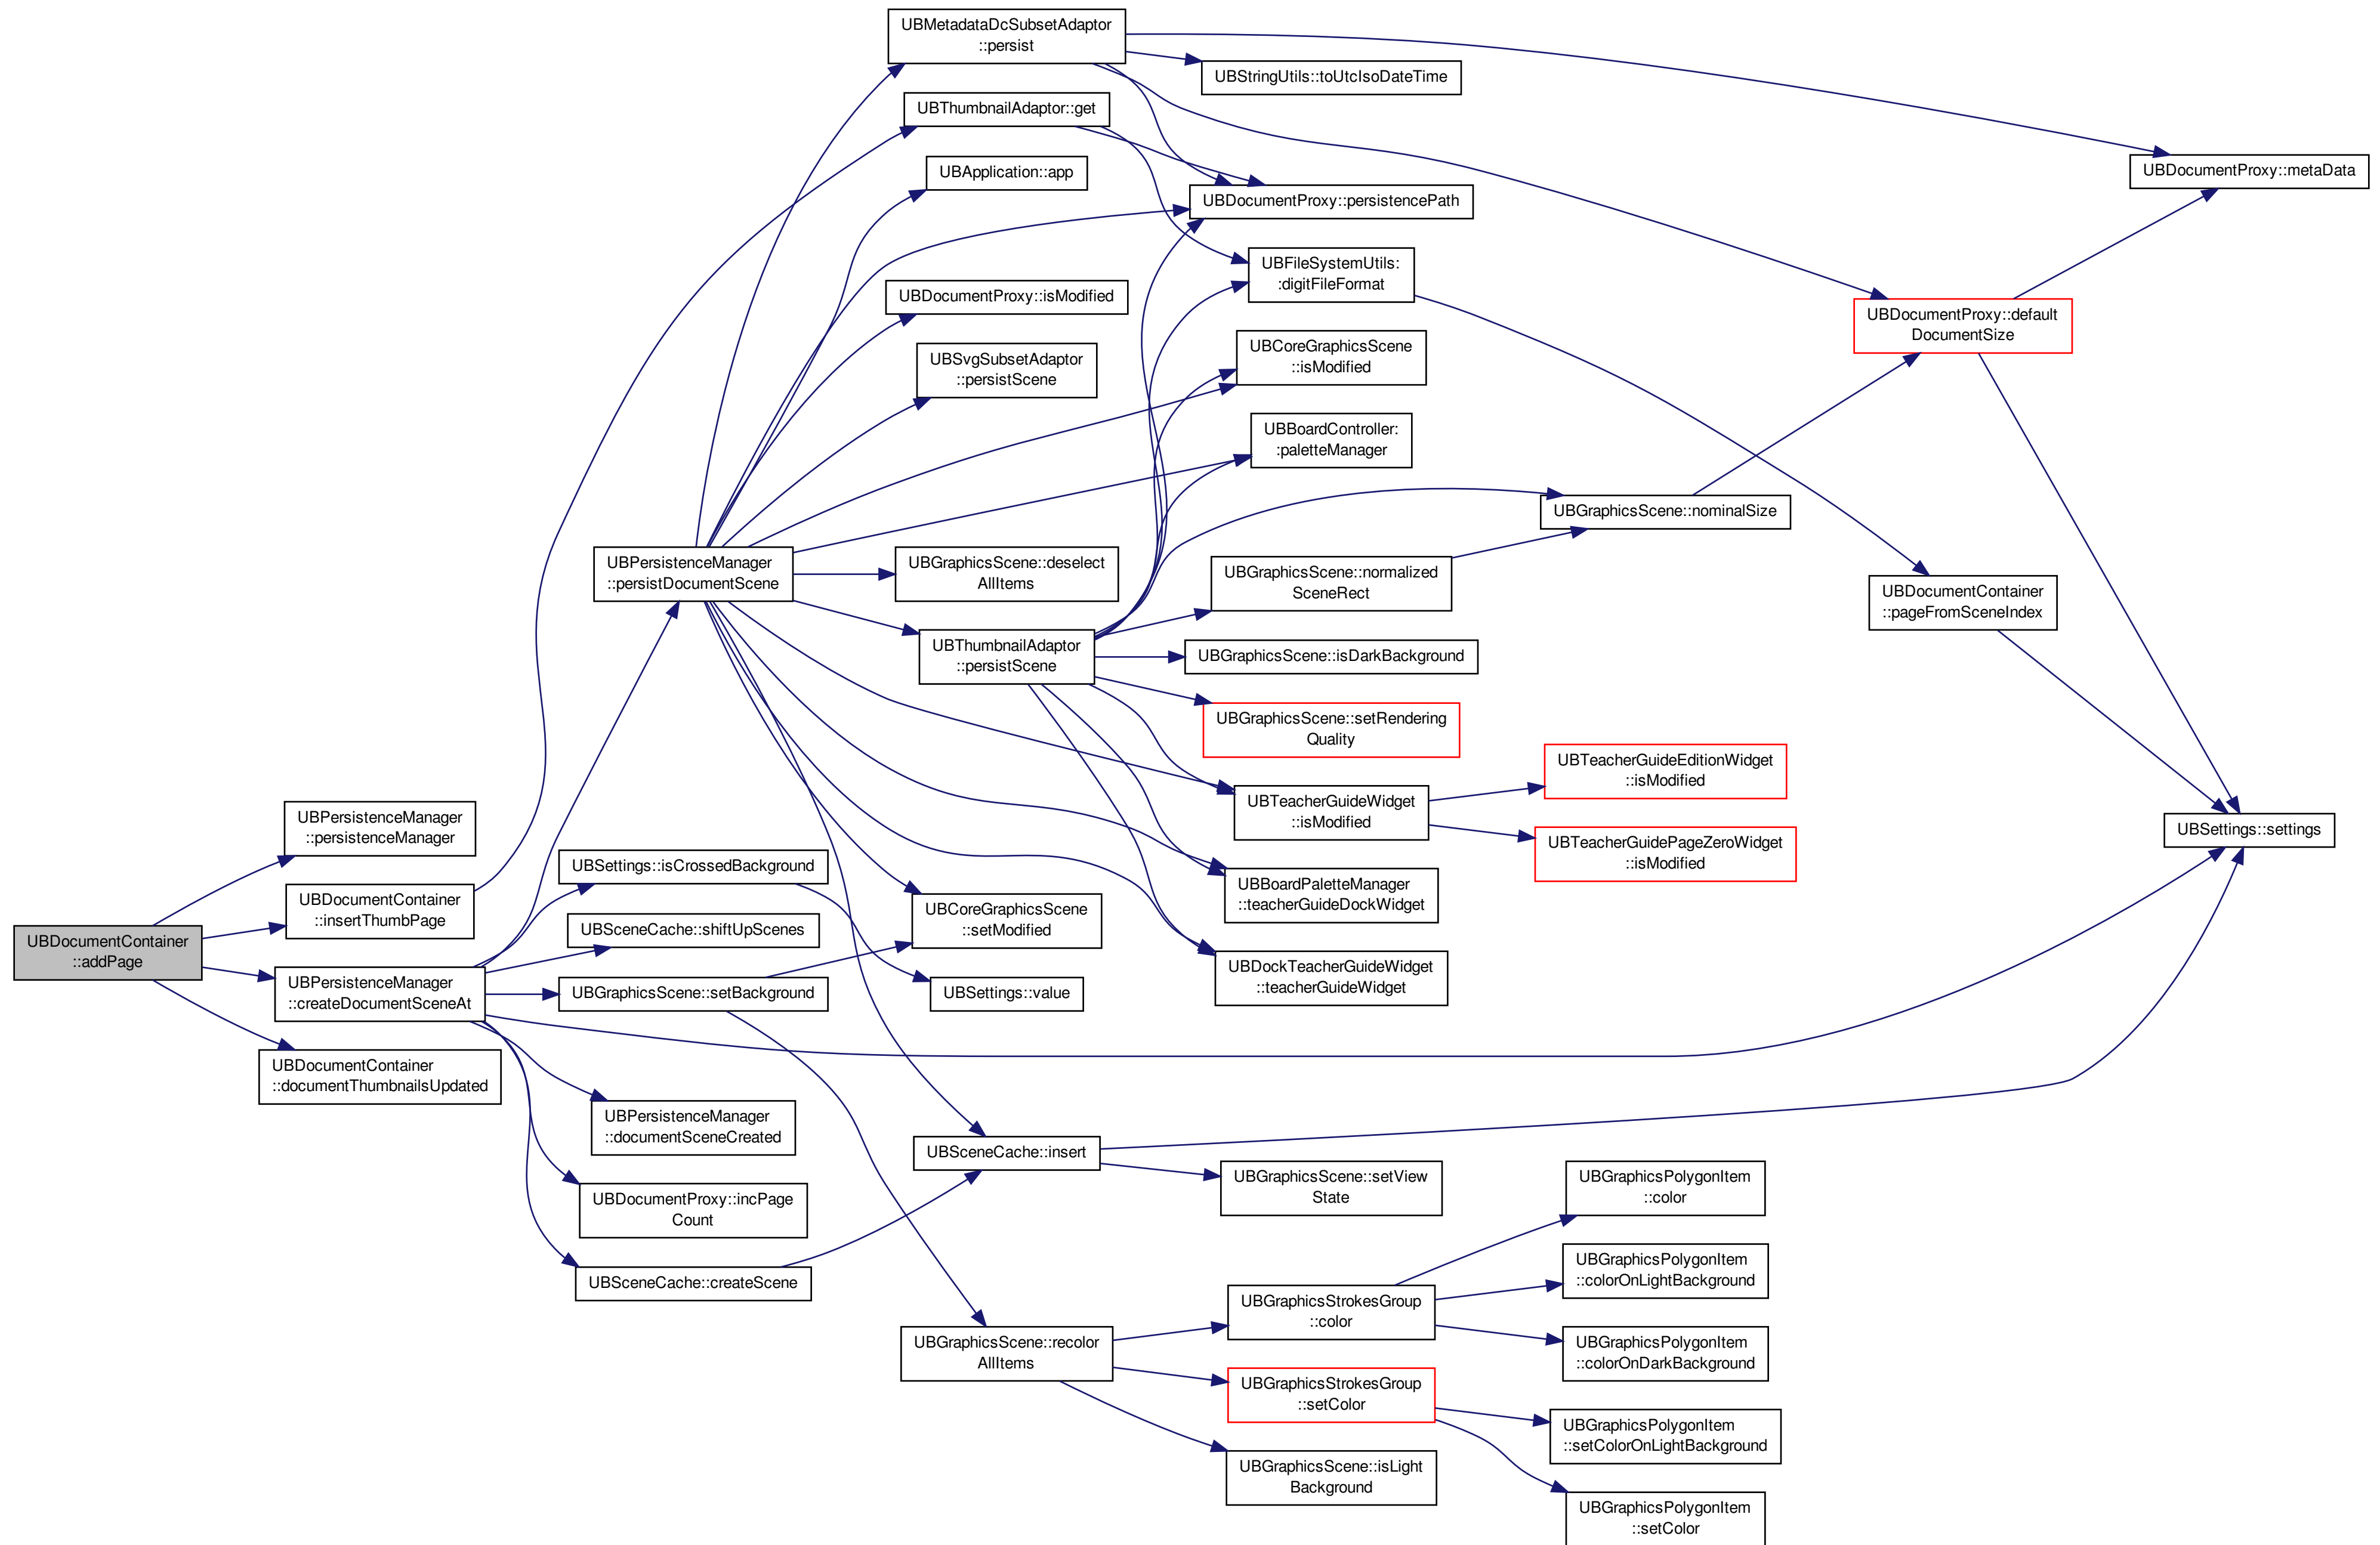 UBMetadataDcSubsetAdaptor
::persist
UBStringUtils::toUtcIsoDateTime
UBThumbnailAdaptor::get
UBApplication::app
UBDocumentProxy::metaData
UBDocumentProxy::persistencePath
UBFileSystemUtils:
:digitFileFormat
UBDocumentProxy::isModified
UBDocumentProxy::default
DocumentSize
UBSvgSubsetAdaptor
::persistScene
UBCoreGraphicsScene
::isModified
UBBoardController:
:paletteManager
UBGraphicsScene::nominalSize
UBPersistenceManager
::persistDocumentScene
UBGraphicsScene::deselect
AllItems
UBGraphicsScene::normalized
SceneRect
UBDocumentContainer
::pageFromSceneIndex
UBThumbnailAdaptor
::persistScene
UBGraphicsScene::isDarkBackground
UBGraphicsScene::setRendering
Quality
UBTeacherGuideEditionWidget
::isModified
UBTeacherGuideWidget
::isModified
UBTeacherGuidePageZeroWidget
::isModified
UBSettings::settings
UBPersistenceManager
::persistenceManager
UBSettings::isCrossedBackground
UBBoardPaletteManager
::teacherGuideDockWidget
UBDocumentContainer
::insertThumbPage
UBCoreGraphicsScene
::setModified
UBSceneCache::shiftUpScenes
UBDocumentContainer
::addPage
UBDockTeacherGuideWidget
::teacherGuideWidget
UBPersistenceManager
::createDocumentSceneAt
UBGraphicsScene::setBackground
UBSettings::value
UBDocumentContainer
::documentThumbnailsUpdated
UBPersistenceManager
::documentSceneCreated
UBSceneCache::insert
UBGraphicsScene::setView
State
UBGraphicsPolygonItem
::color
UBDocumentProxy::incPage
Count
UBSceneCache::createScene
UBGraphicsPolygonItem
::colorOnLightBackground
UBGraphicsStrokesGroup
::color
UBGraphicsScene::recolor
AllItems
UBGraphicsPolygonItem
::colorOnDarkBackground
UBGraphicsStrokesGroup
::setColor
UBGraphicsPolygonItem
::setColorOnLightBackground
UBGraphicsScene::isLight
Background
UBGraphicsPolygonItem
::setColor